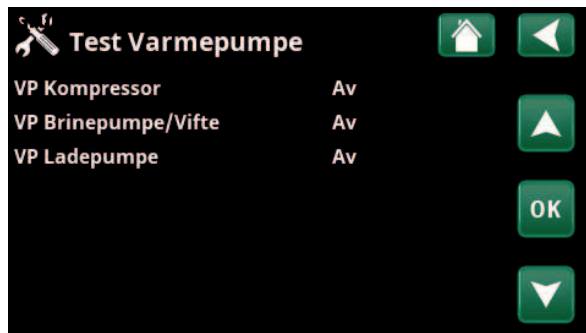 Test Varmepumpe
VP Kompressor Av
VP Brinepumpe/Vifte Av
VP Ladepumpe Av
OK